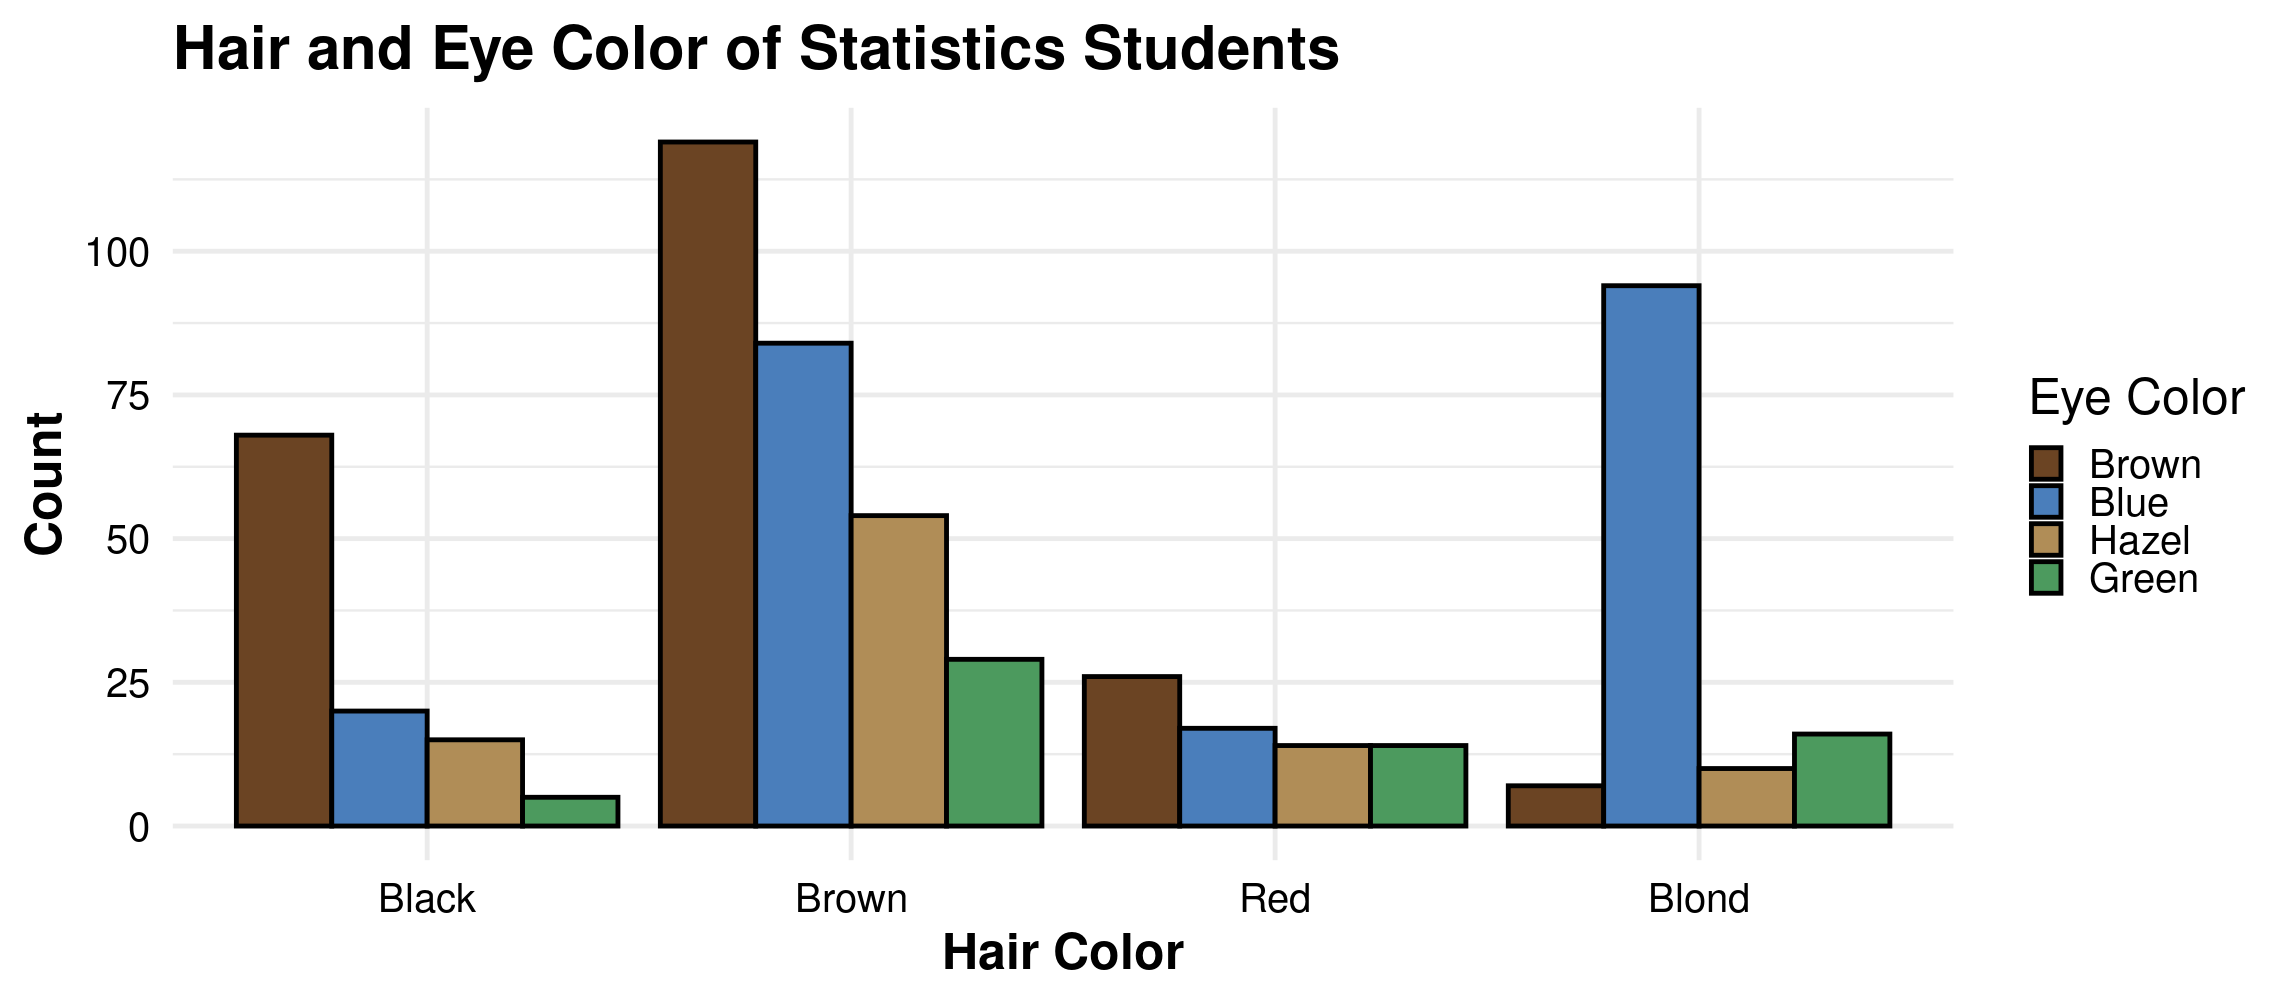 Hair and Eye Color of Statistics Students
Count
100
75
50
25
0
Black
Brown
Red
Blond
Hair Color
Eye Color
Brown
Blue
Hazel
Green